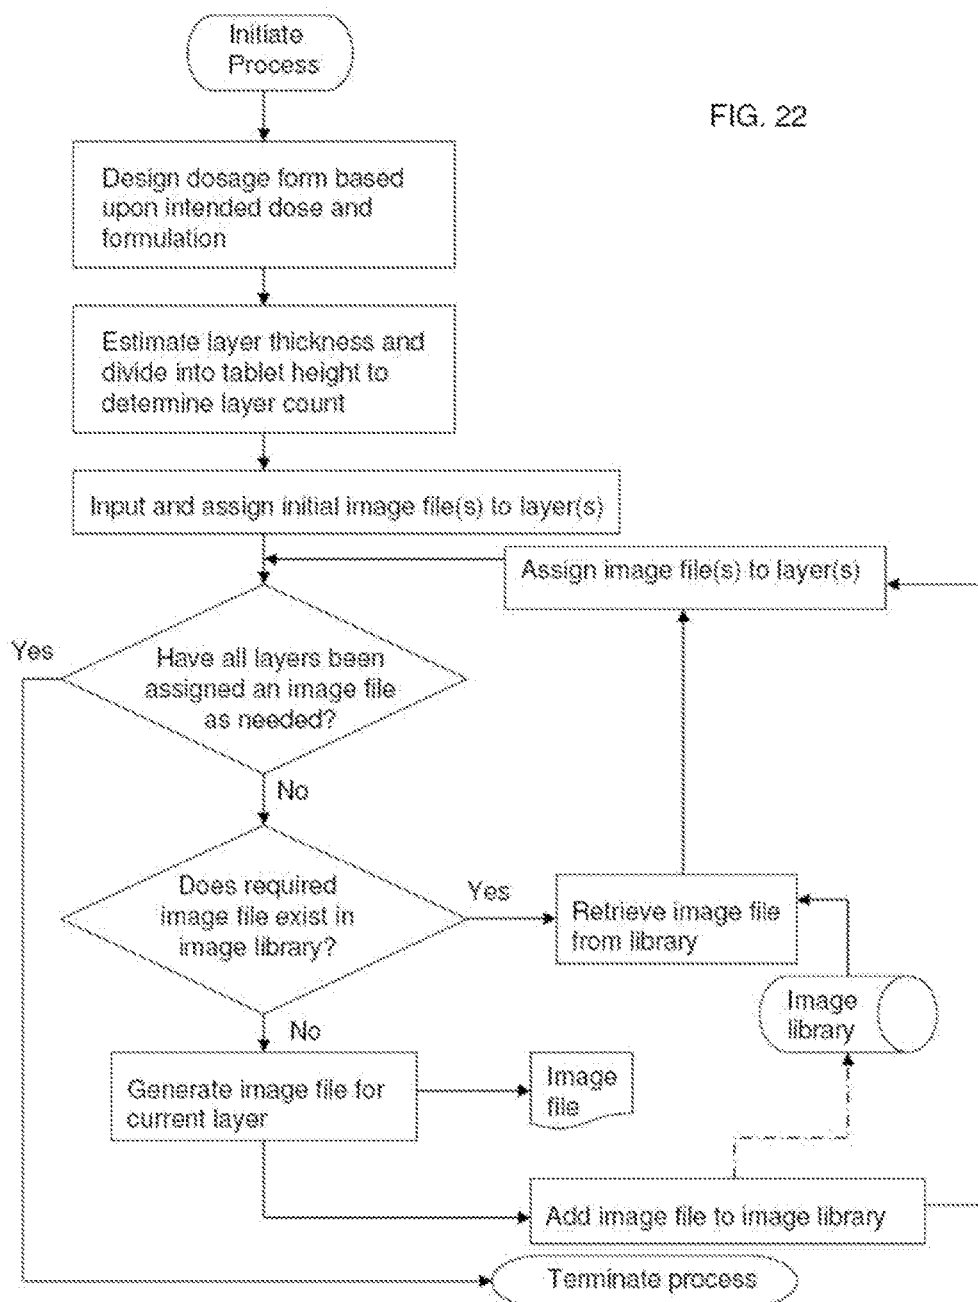 Initiate
Process
FIG. 22
Design dosage form based
upon intended dose and
formulation
Estimate layer thickness and
divide into tablet height to
determine layer count
Input and assign initial image file(s) to layer(s)
Assign image file(s) to layer(s)
Yes
Have all layers been
assigned an image file
as needed?
No
Does required
image file exist in
image library?
Yes
Retrieve image file
from library
Image
library
No
Generate image file for
current layer
Image
file
Add image file to image library
Terminate process